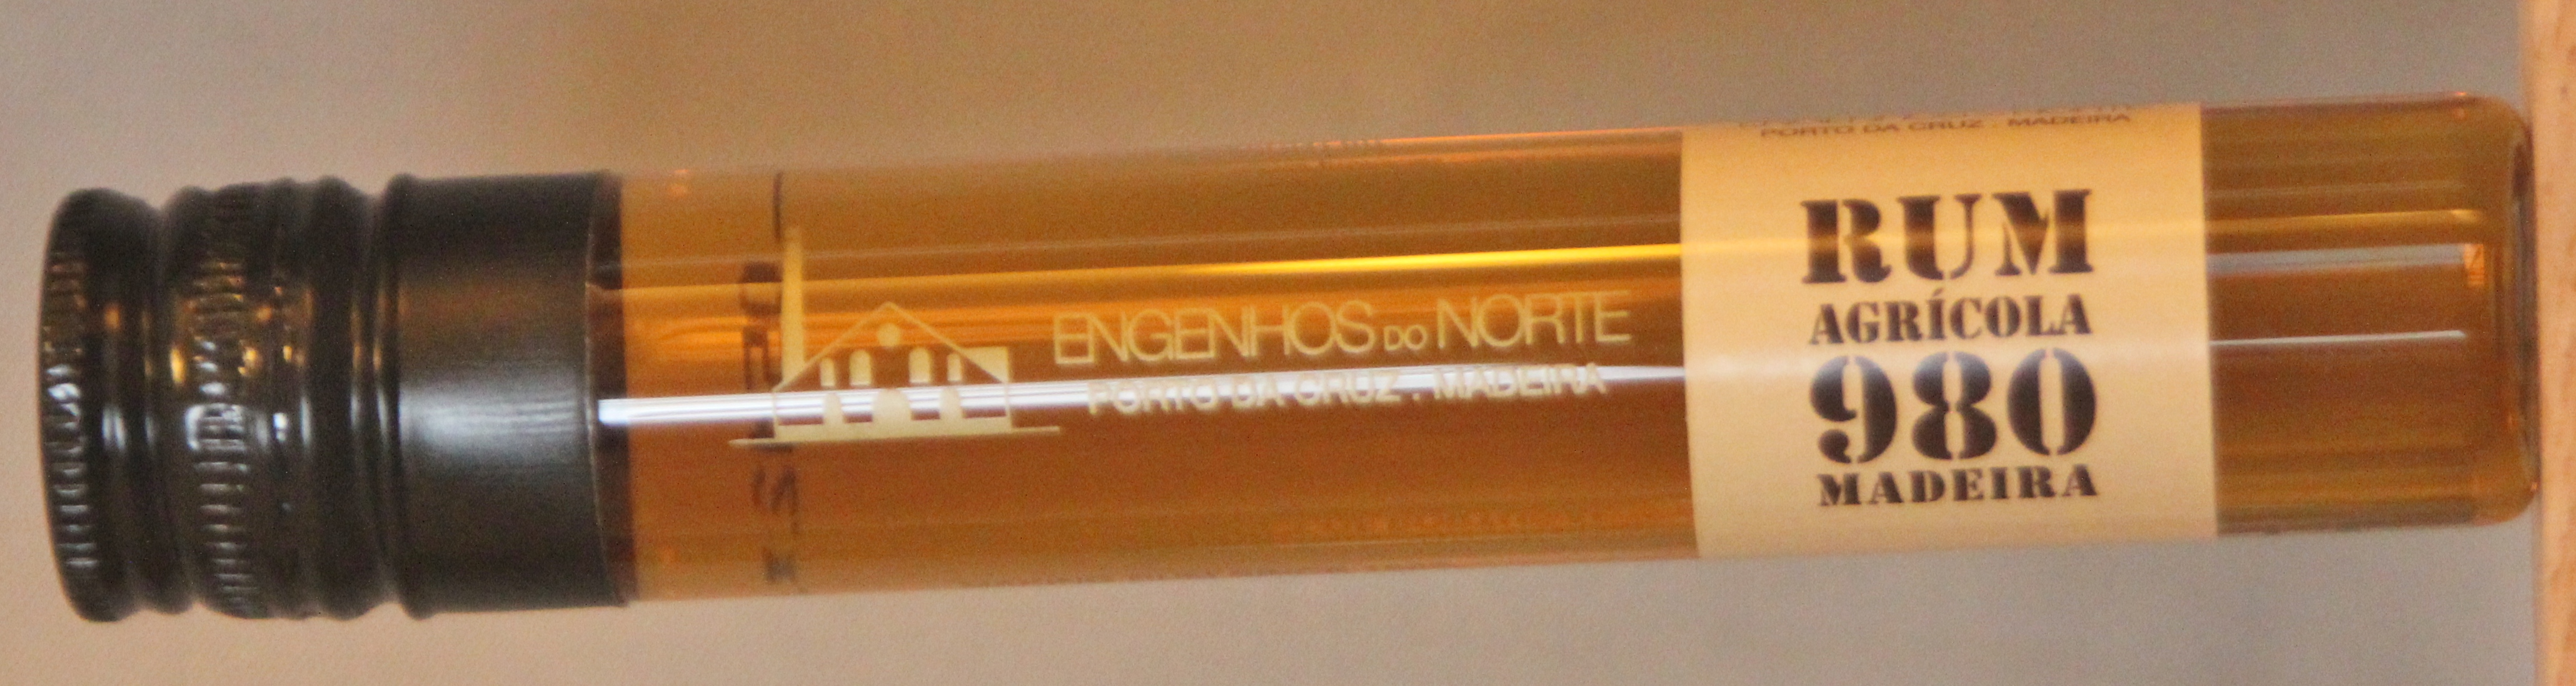 ENGENHOS DO NORTE
PORTO DA CRUZ . MADEIRA
PORTO DA CRUZ . MADEIRA
RUM
AGRÍCOLA
980
MADEIRA